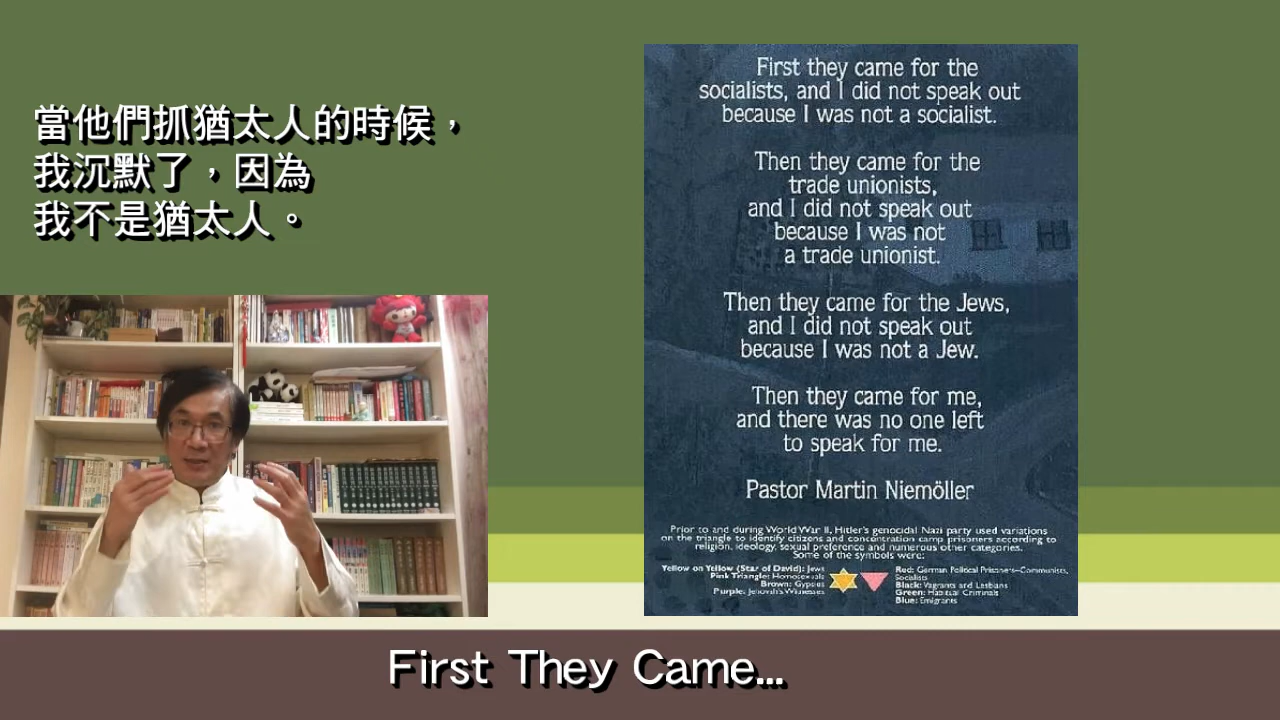 當他們抓猶太人的時候，
我沉默了，因為
我不是猶太人。
First they came for the
socialists, and I did not speak out
because I was not a socialist.
Then they came for the
trade unionists,
and I did not speak out
because I was not
a trade unionist.
Then they came for the Jews,
and I did not speak out
because I was not a Jew.
Then they came for me,
and there was no one left
to speak for me.
Pastor Martin Niemöller
Prior to and during World War II, Hitler's genocidal Nazi party used variations
on the triangle to identify citizens and concentration camp prisoners according to
religion, ideology, sexual preference and numerous other categories.
Some of the symbols were:
Yellow on Yellow (Star of David): Jews
Pink Triangle: Homosexuals
Brown: Gypsies
Purple: Jehovah's Witnesses
Red: German Political Prisoners—Communists,
Socialists
Black: Vagrants and Lesbians
Green: Habitual Criminals
Blue: Emigrants
First They Came...